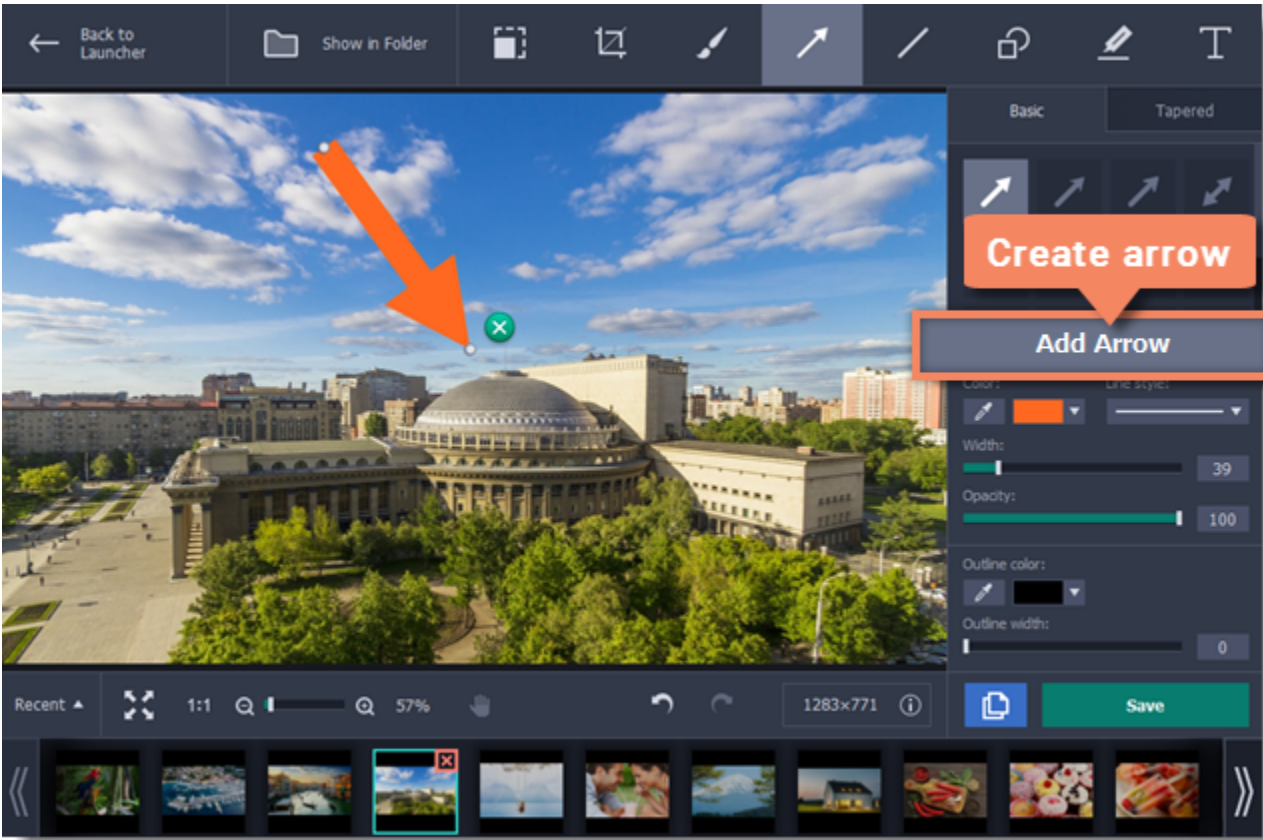 Back to
Launcher
Show in Folder
T
Basic
Tapered
Create arrow
Add Arrow
Color:
Line style:
Width:
39
Opacity:
100
Outline color:
Outline width:
0
Recent
1:1
57%
1283×771
Save